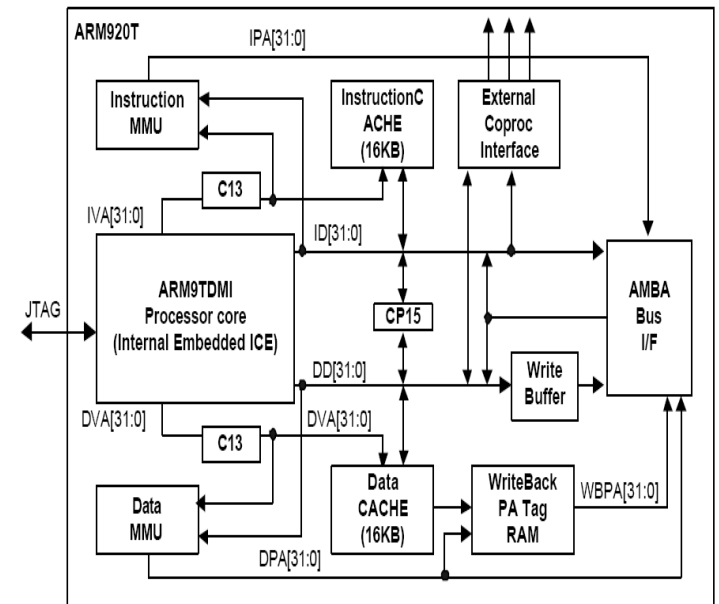 ARM920T
IPA[31:0]
Instruction
MMU
InstructionC
ACHE
(16KB)
External
Coproc
Interface
C13
IVA[31:0]
ID[31:0]
ARM9TDMI
Processor core
(Internal Embedded ICE)
JTAG
CP15
AMBA
Bus
I/F
DD[31:0]
Write
Buffer
DVA[31:0]
C13
DVA[31:0]
Data
MMU
Data
CACHE
(16KB)
WriteBack
PA Tag
RAM
WBPA[31:0]
DPA[31:0]